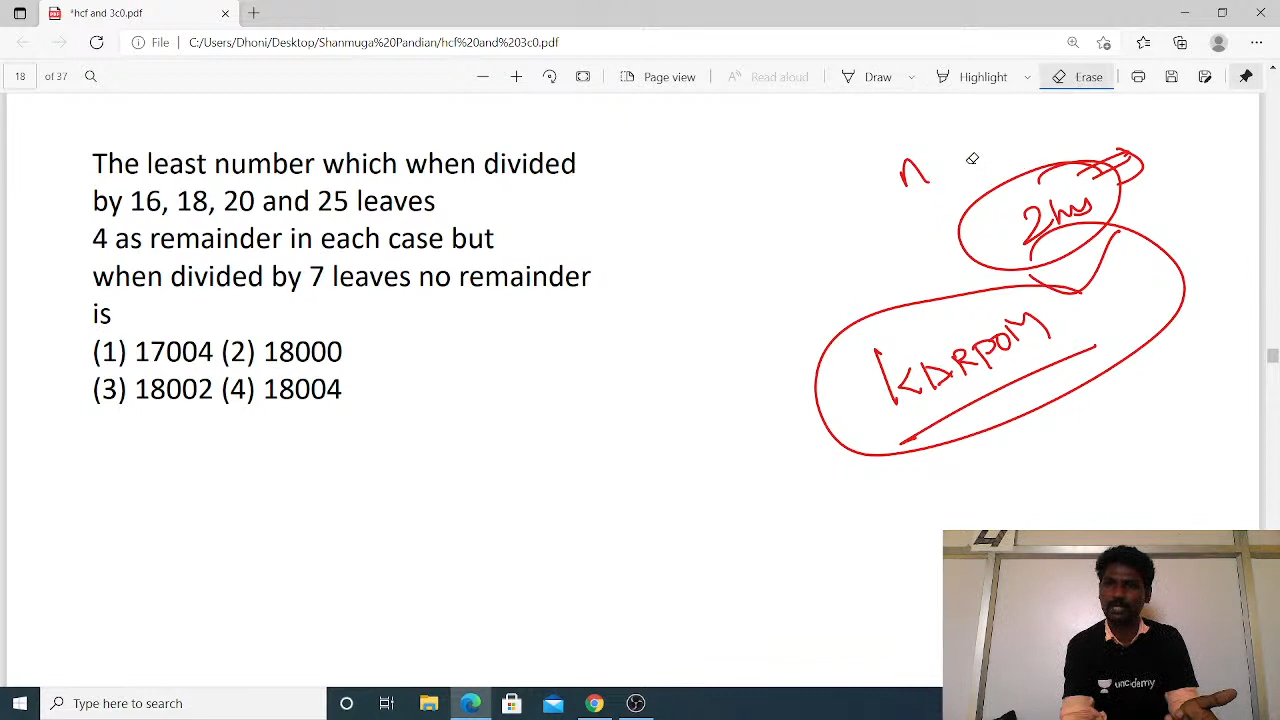 *hcf and 3c0.pdf
File C:/Users/Dhoni/Desktop/Shanmuga%20Pandian/hcf%20and%203c0.pdf
18 of 37 Page view Read aloud Draw Highlight Erase
The least number which when divided
by 16, 18, 20 and 25 leaves
4 as remainder in each case but
when divided by 7 leaves no remainder
is
(1) 17004 (2) 18000
(3) 18002 (4) 18004
n
2hs
KDRPOM
unacademy
Type here to search